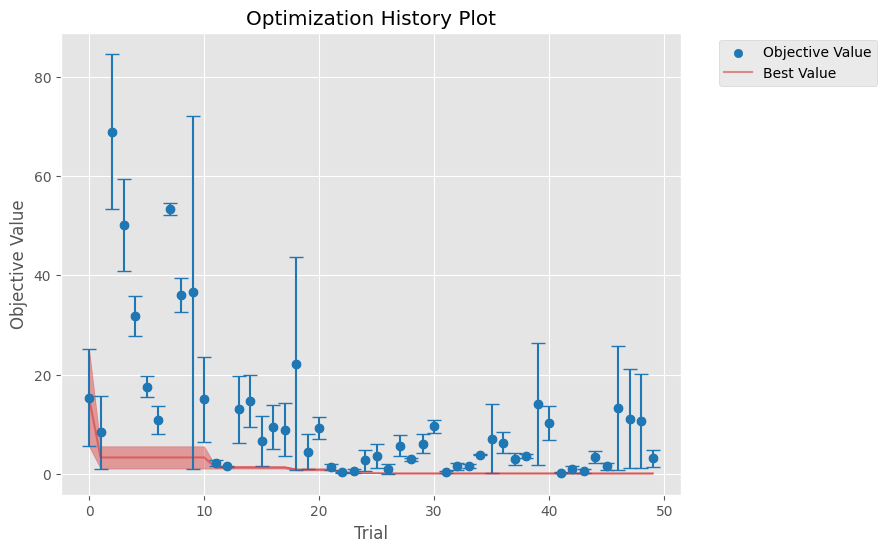 Optimization History Plot
Objective Value
Best Value
Objective Value
80
60
40
20
0
0 10 20 30 40 50
Trial